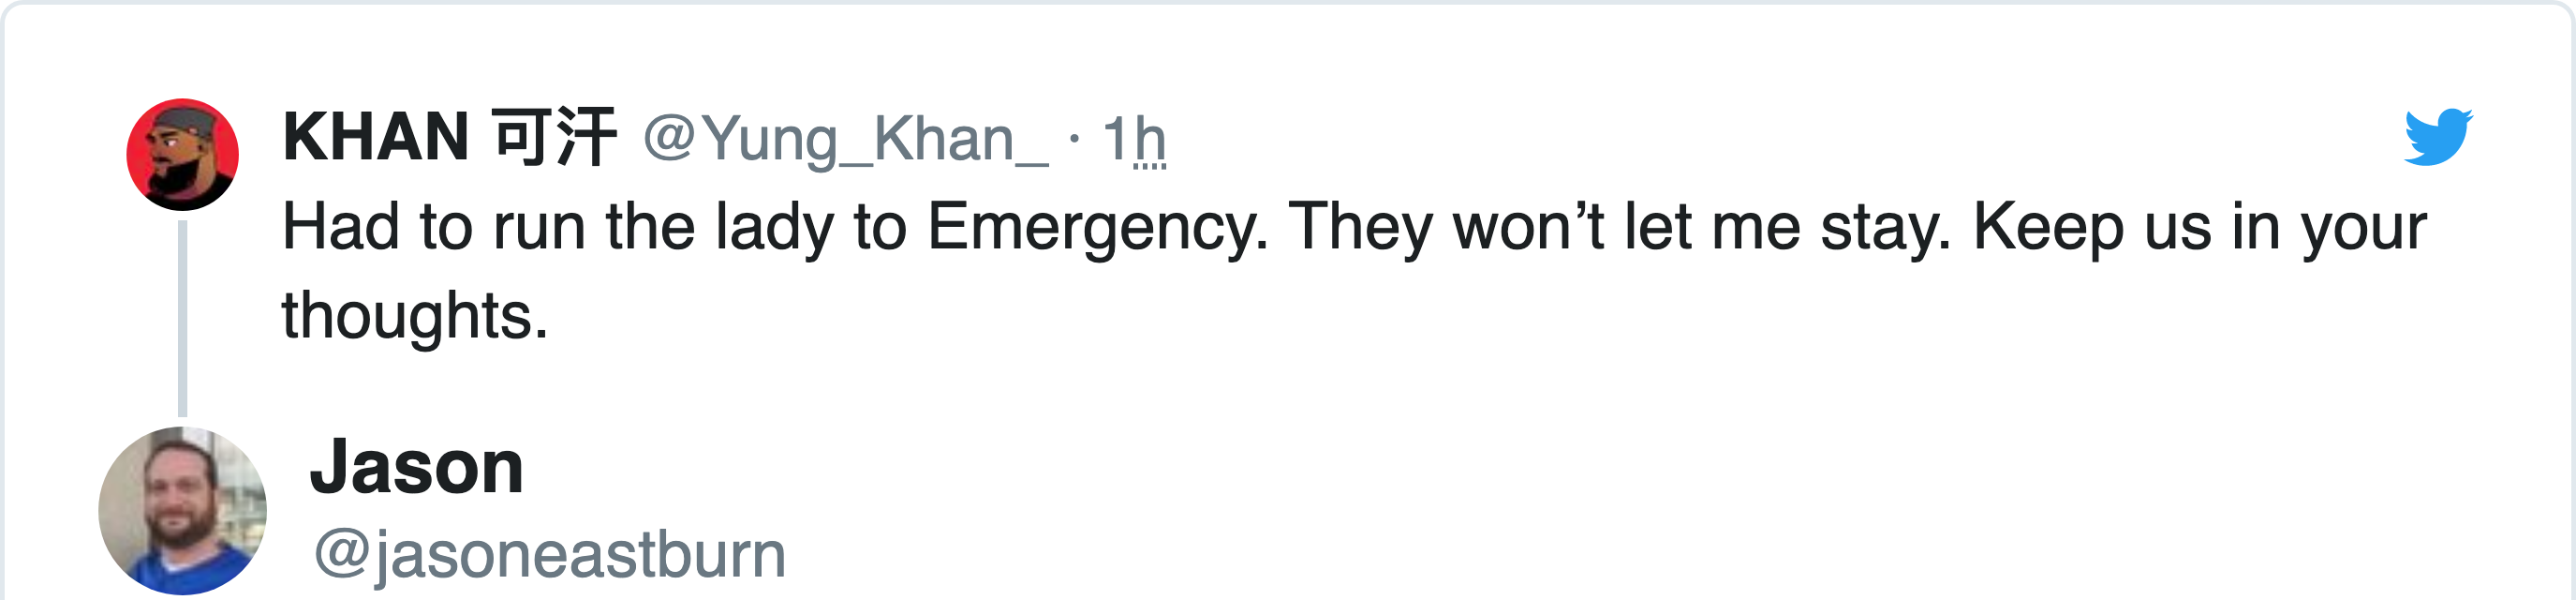 KHAN 可汗 @Yung_Khan_ · 1h
Had to run the lady to Emergency. They won’t let me stay. Keep us in your
thoughts.
Jason
@jasoneastburn